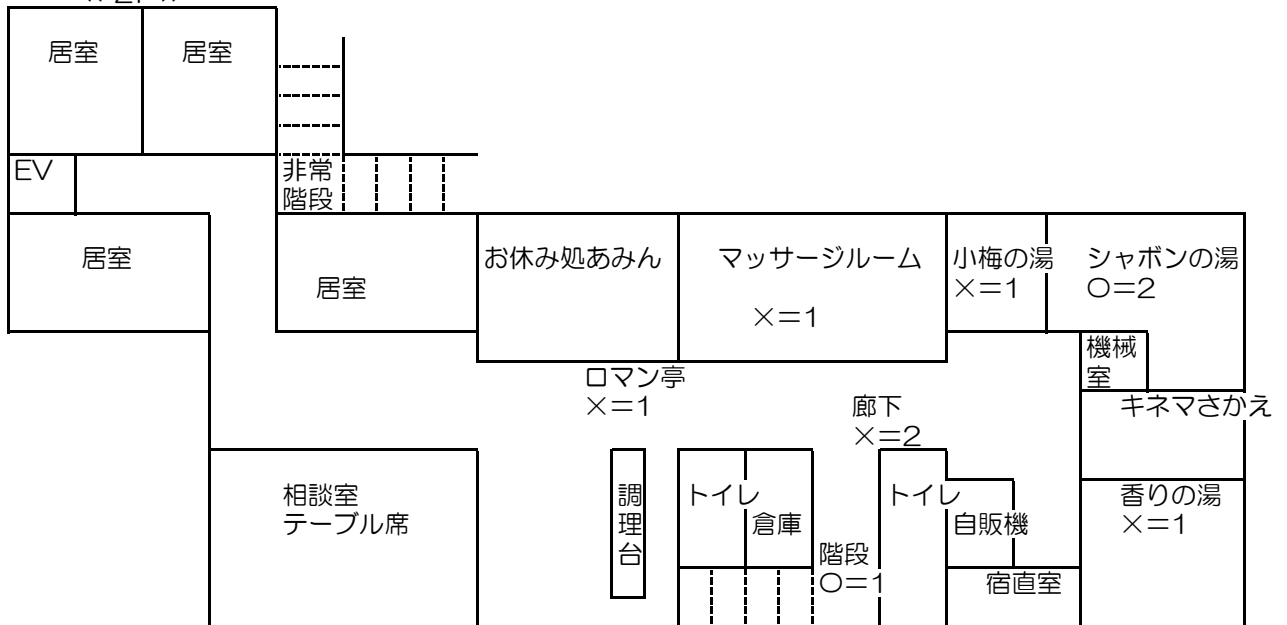 居室
居室
EV
非常
階段
居室
居室
お休み処あみん
マッサージルーム
×=1
小梅の湯
×=1
シャボンの湯
○=2
機械
室
ロマン亭
×=1
廊下
×=2
キネマさかえ
相談室
テーブル席
調
理
台
トイレ
倉庫
階段
○=1
トイレ
自販機
宿直室
香りの湯
×=1